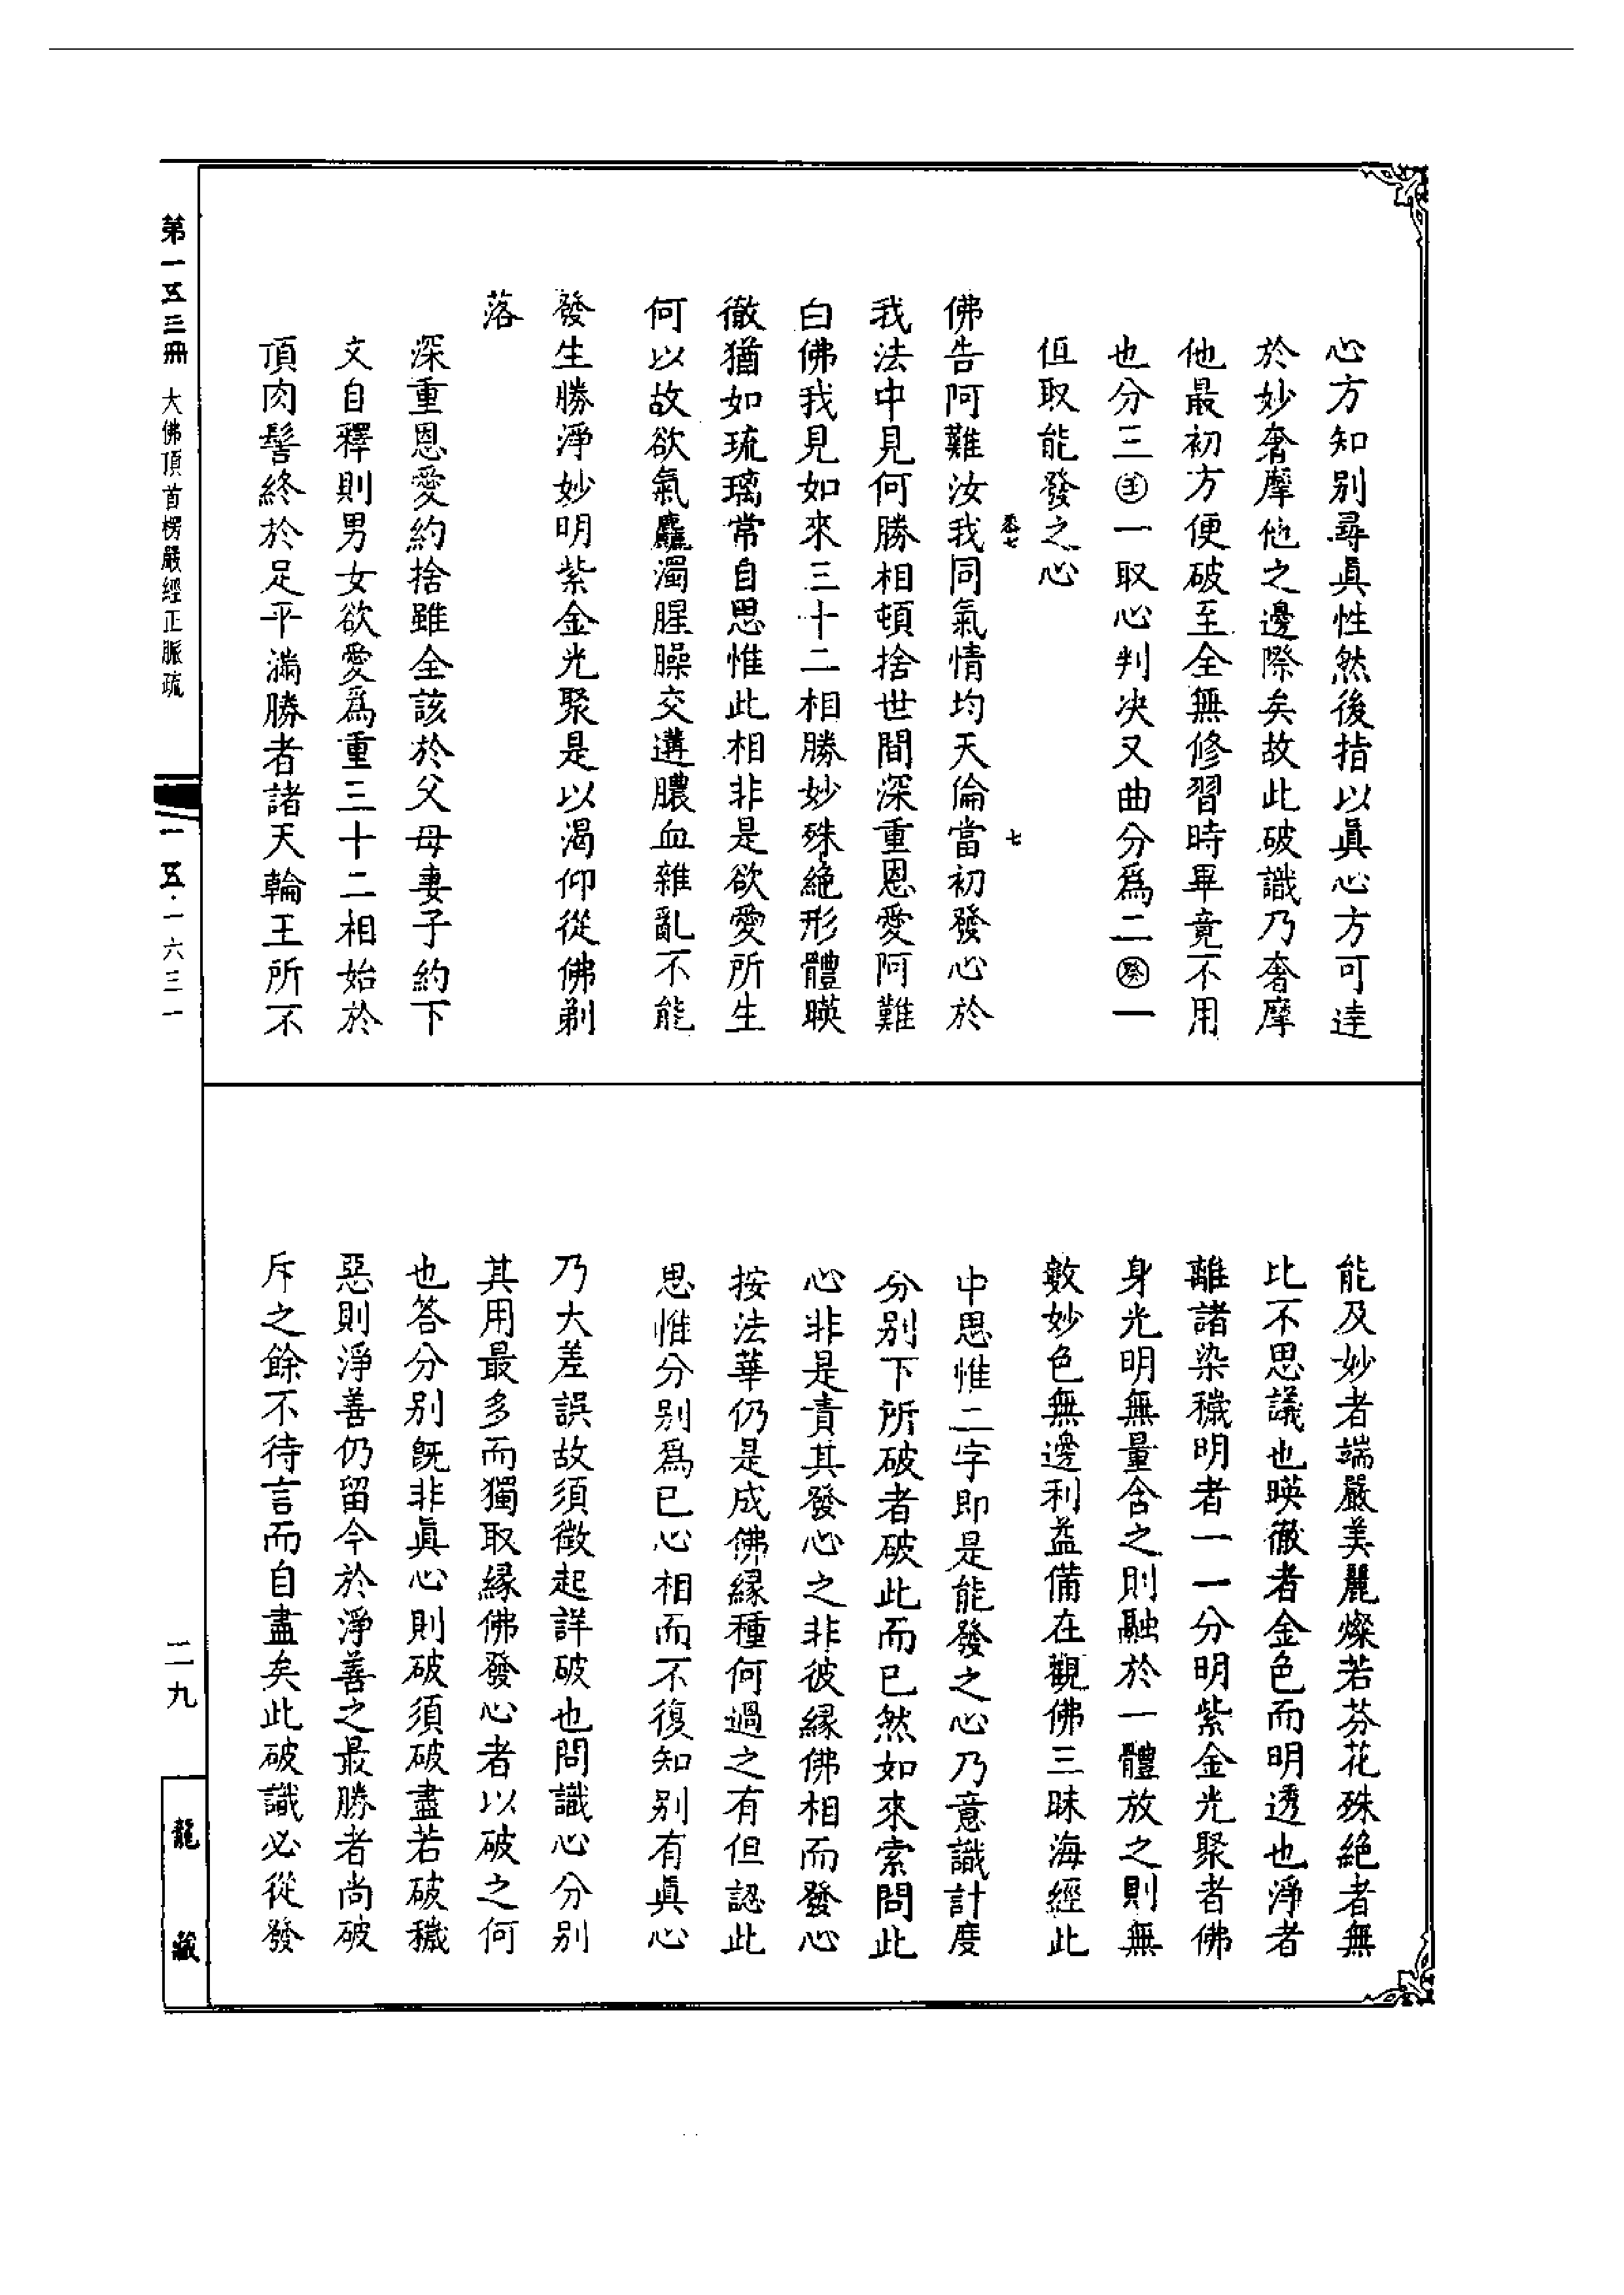 心方知別尋眞性然後指以眞心方可達
於妙奢摩他之邊際矣故此破識乃奢摩
他最初方便破至全無修習時畢竟不用
也分三㊣一取心判决又曲分爲二㊇一
伹取能發之心
悉七 七
佛告阿難汝我同氣情均天倫當初發心於
我法中見何勝相頓捨世間深重恩愛阿難
白佛我見如來三十二相勝妙殊絶形體暎
徹猶如琉璃常自思惟此相非是欲愛所生
何以故欲氣麤濁腥臊交遘膿血雜亂不能
發生勝淨妙明紫金光聚是以渴仰從佛剃
落
深重恩愛約捨雖全該於父母妻子約下
文自釋則男女欲愛爲重三十二相始於
頂肉髻終於足平滿勝者諸天輪王所不
能及妙者端嚴美麗燦若芬花殊絶者無
比不思議也暎徹者金色而明透也淨者
離諸染穢明者一一分明紫金光聚者佛
身光明無量含之則融於一體放之則無
數妙色無邊利益備在觀佛三昧海經此
中思惟二字即是能發之心乃意識計度
分別下所破者破此而已然如來索問此
心非是責其發心之非彼緣佛相而發心
按法華仍是成佛緣種何過之有但認此
思惟分別爲已心相而不復知別有眞心
乃大差誤故須徵起詳破也問識心分別
其用最多而獨取緣佛發心者以破之何
也答分別旣非眞心則破須破盡若破穢
惡則淨善仍留今於淨善之最勝者尚破
斥之餘不待言而自盡矣此破識必從發
第一五三冊 大佛頂首楞嚴經正脈疏
一五·一六三一
二九
龍藏